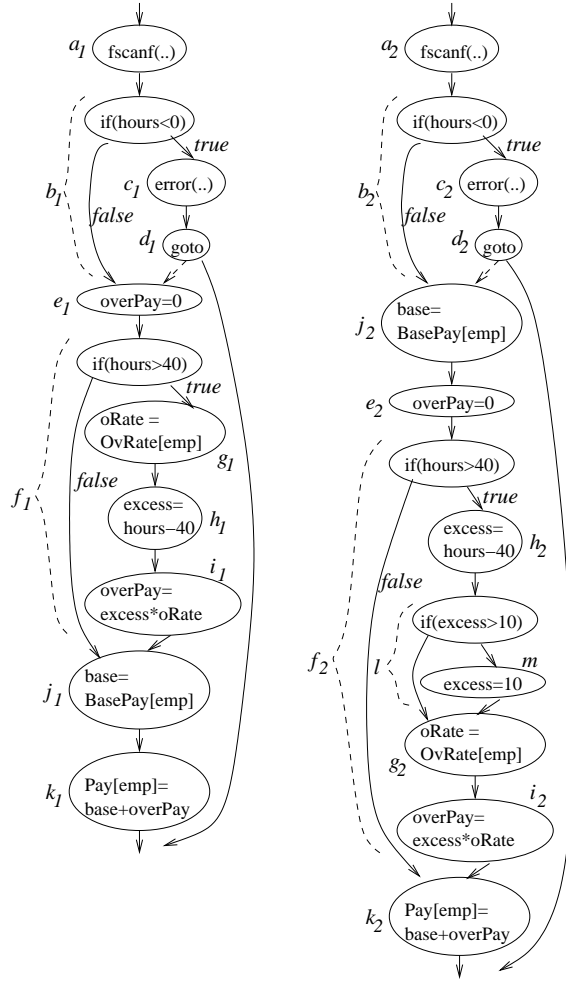 a1
fscanf(..)
if(hours<0)
true
b1
c1
error(..)
false
d1
goto
e1
overPay=0
if(hours>40)
true
oRate =
OvRate[emp]
g1
false
f1
excess=
hours−40
h1
i1
overPay=
excess*oRate
j1
base=
BasePay[emp]
k1
Pay[emp]=
base+overPay
a2
fscanf(..)
if(hours<0)
true
b2
c2
error(..)
false
d2
goto
j2
base=
BasePay[emp]
e2
overPay=0
if(hours>40)
true
excess=
hours−40
h2
false
if(excess>10)
f2
l
m
excess=10
oRate =
OvRate[emp]
g2
i2
overPay=
excess*oRate
k2
Pay[emp]=
base+overPay